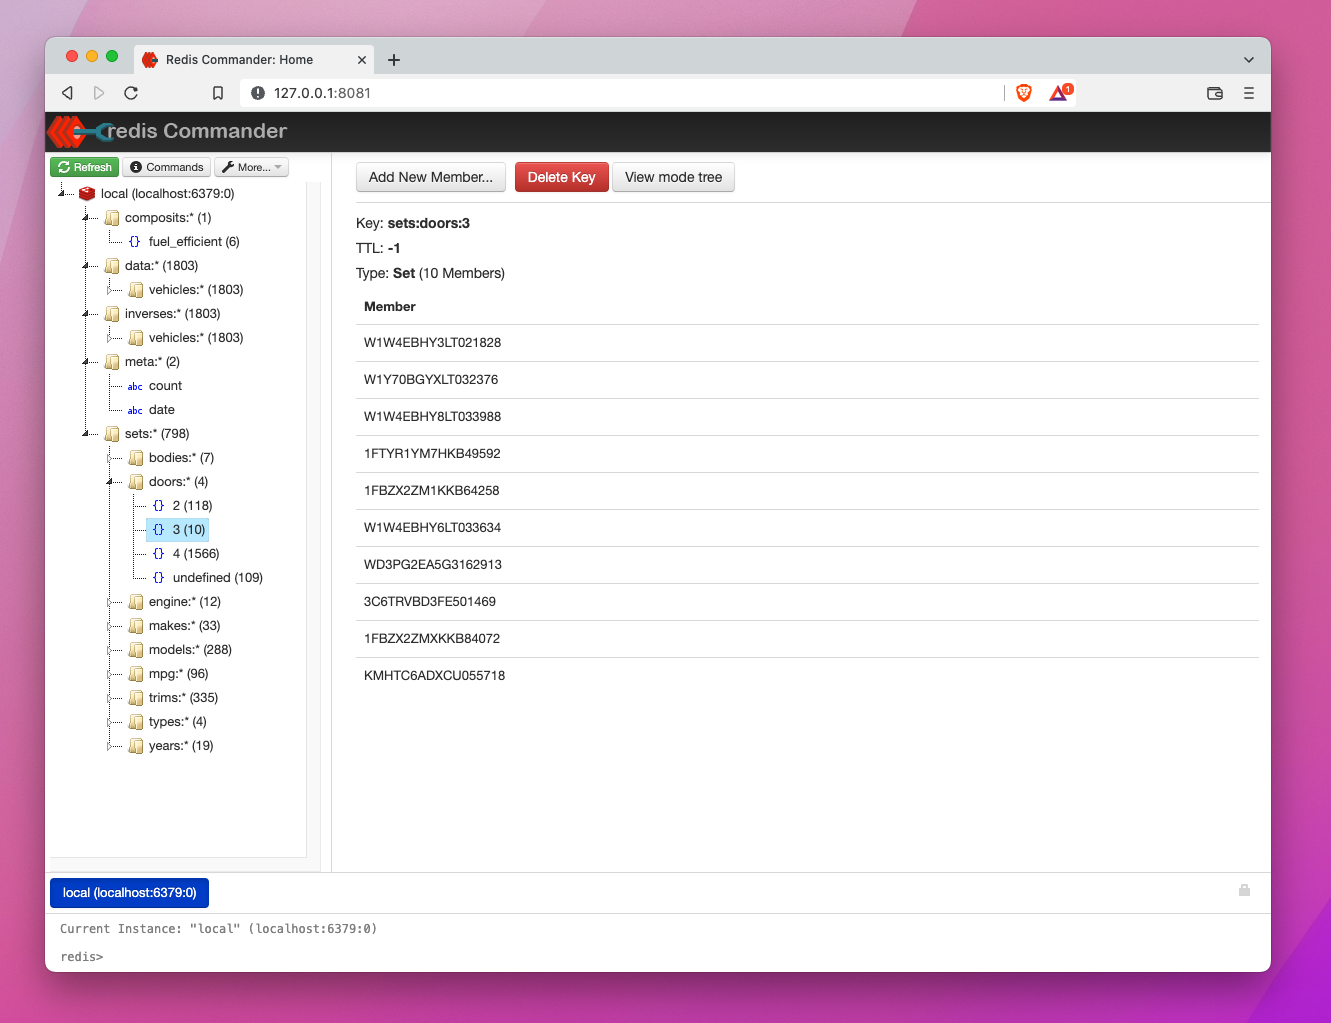 Redis Commander: Home
127.0.0.1:8081
1
redis Commander
Refresh
Commands
More...
local (localhost:6379:0)
composits:* (1)
fuel_efficient (6)
data:* (1803)
vehicles:* (1803)
inverses:* (1803)
vehicles:* (1803)
meta:* (2)
abc count
abc date
sets:* (798)
bodies:* (7)
doors:* (4)
{} 2 (118)
{} 3 (10)
{} 4 (1566)
{} undefined (109)
engine:* (12)
makes:* (33)
models:* (288)
mpg:* (96)
trims:* (335)
types:* (4)
years:* (19)
Add New Member...
Delete Key
View mode tree
Key: sets:doors:3
TTL: -1
Type: Set (10 Members)
Member
W1W4EBHY3LT021828
W1Y70BGYXLT032376
W1W4EBHY8LT033988
1FTYR1YM7HKB49592
1FBZX2ZM1KKB64258
W1W4EBHY6LT033634
WD3PG2EA5G3162913
3C6TRVBD3FE501469
1FBZX2ZMXKKB84072
KMHTC6ADXCU055718
local (localhost:6379:0)
Current Instance: "local" (localhost:6379:0)
redis>